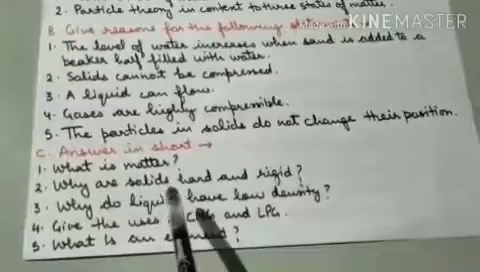 2. Particle theory in context to three states of matter.
B. Give reasons for the following
KINEMASTER
1. The level of water increases when sand is added to a
beaker half filled with water.
2. Solids cannot be compressed.
3. A liquid can flow.
4. Gases are highly compressible.
5. The particles in solids do not change their position.
C. Answer in short →
1. What is matter?
2. Why are solids hard and rigid?
3. Why do have low density?
4. Give the uses and LPG.
5. What is an ?